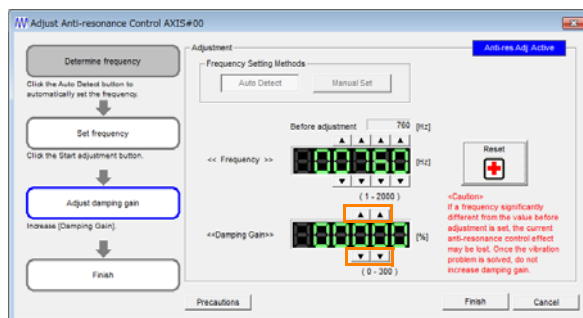 Adjust Anti-resonance Control AXIS#00
Determine frequency
Click the Auto Detect button to
automatically set the frequency.
Set frequency
Click the Start adjustment button.
Adjust damping gain
Increase [Damping Gain].
Finish
Adjustment
Anti-res Adj Active
Frequency Setting Methods
Auto Detect
Manual Set
Before adjustment
760
[Hz]
<< Frequency >>
00760
[Hz]
(1 - 2000)
<<Damping Gain>>
[%]
(0 - 300)
Reset
<Caution>
If a frequency significantly
different from the value before
adjustment is set, the current
anti-resonance control effect
may be lost. Once the vibration
problem is solved, do not
increase damping gain.
Precautions
Finish
Cancel